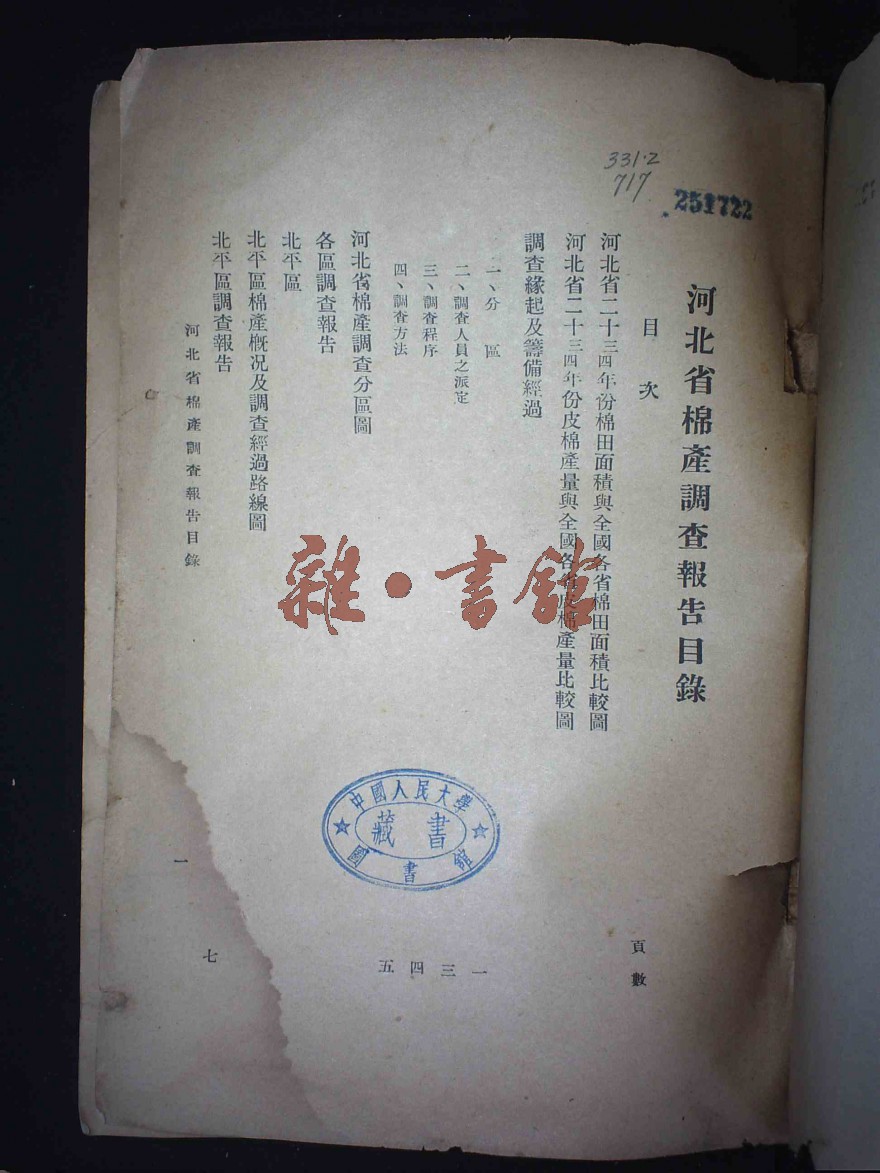 331·2
717
251722
河北省棉產調查報告目錄
目次
頁數
河北省二十三四年份棉田面積與全國各省棉田面積比較圖
河北省二十三四年份皮棉產量與全國各省皮棉產量比較圖
調查緣起及籌備經過
一、分區 一
二、調查人員之派定 三
三、調查程序 四
四、調查方法 五
河北省棉產調查分區圖
各區調查報告
北平區
北平區棉產概况及調查經過路線圖
北平區調查報告 七
河北省棉產調查報告目錄
一
雜·書館
中國人民大學
藏書
圖書館